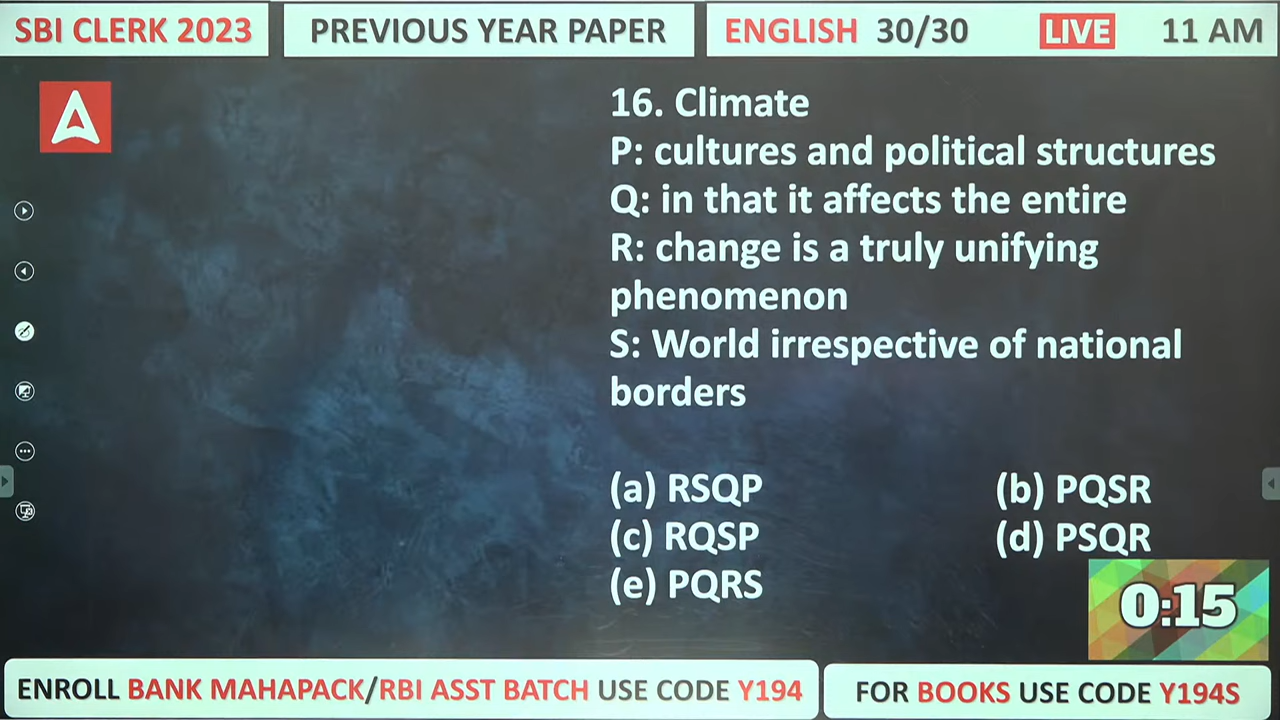 SBI CLERK 2023
PREVIOUS YEAR PAPER
ENGLISH 30/30
LIVE
11 AM
16. Climate
P: cultures and political structures
Q: in that it affects the entire
R: change is a truly unifying
phenomenon
S: World irrespective of national
borders
(a) RSQP
(b) PQSR
(c) RQSP
(d) PSQR
(e) PQRS
0:15
ENROLL BANK MAHAPACK/RBI ASST BATCH USE CODE Y194
FOR BOOKS USE CODE Y194S